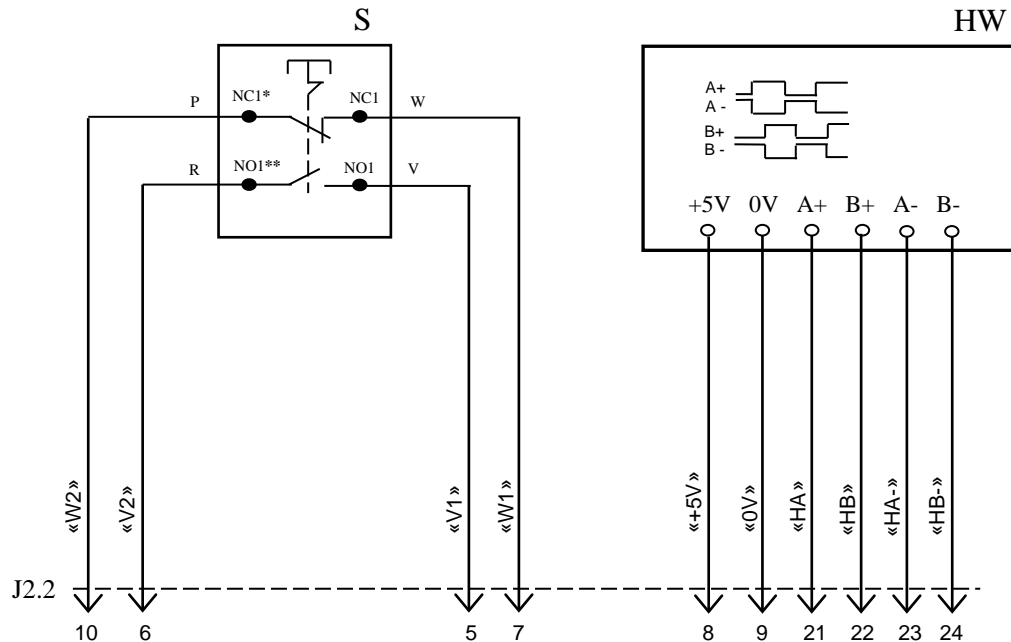 S
HW
P
NC1*
NC1
W
R
NO1**
NO1
V
A+
A -
B+
B -
+5V 0V A+ B+ A- B-
«W2»
«V2»
«V1»
«W1»
«+5V»
«0V»
«HA»
«HB»
«HA-»
«HB-»
J2.2
10 6 5 7 8 9 21 22 23 24